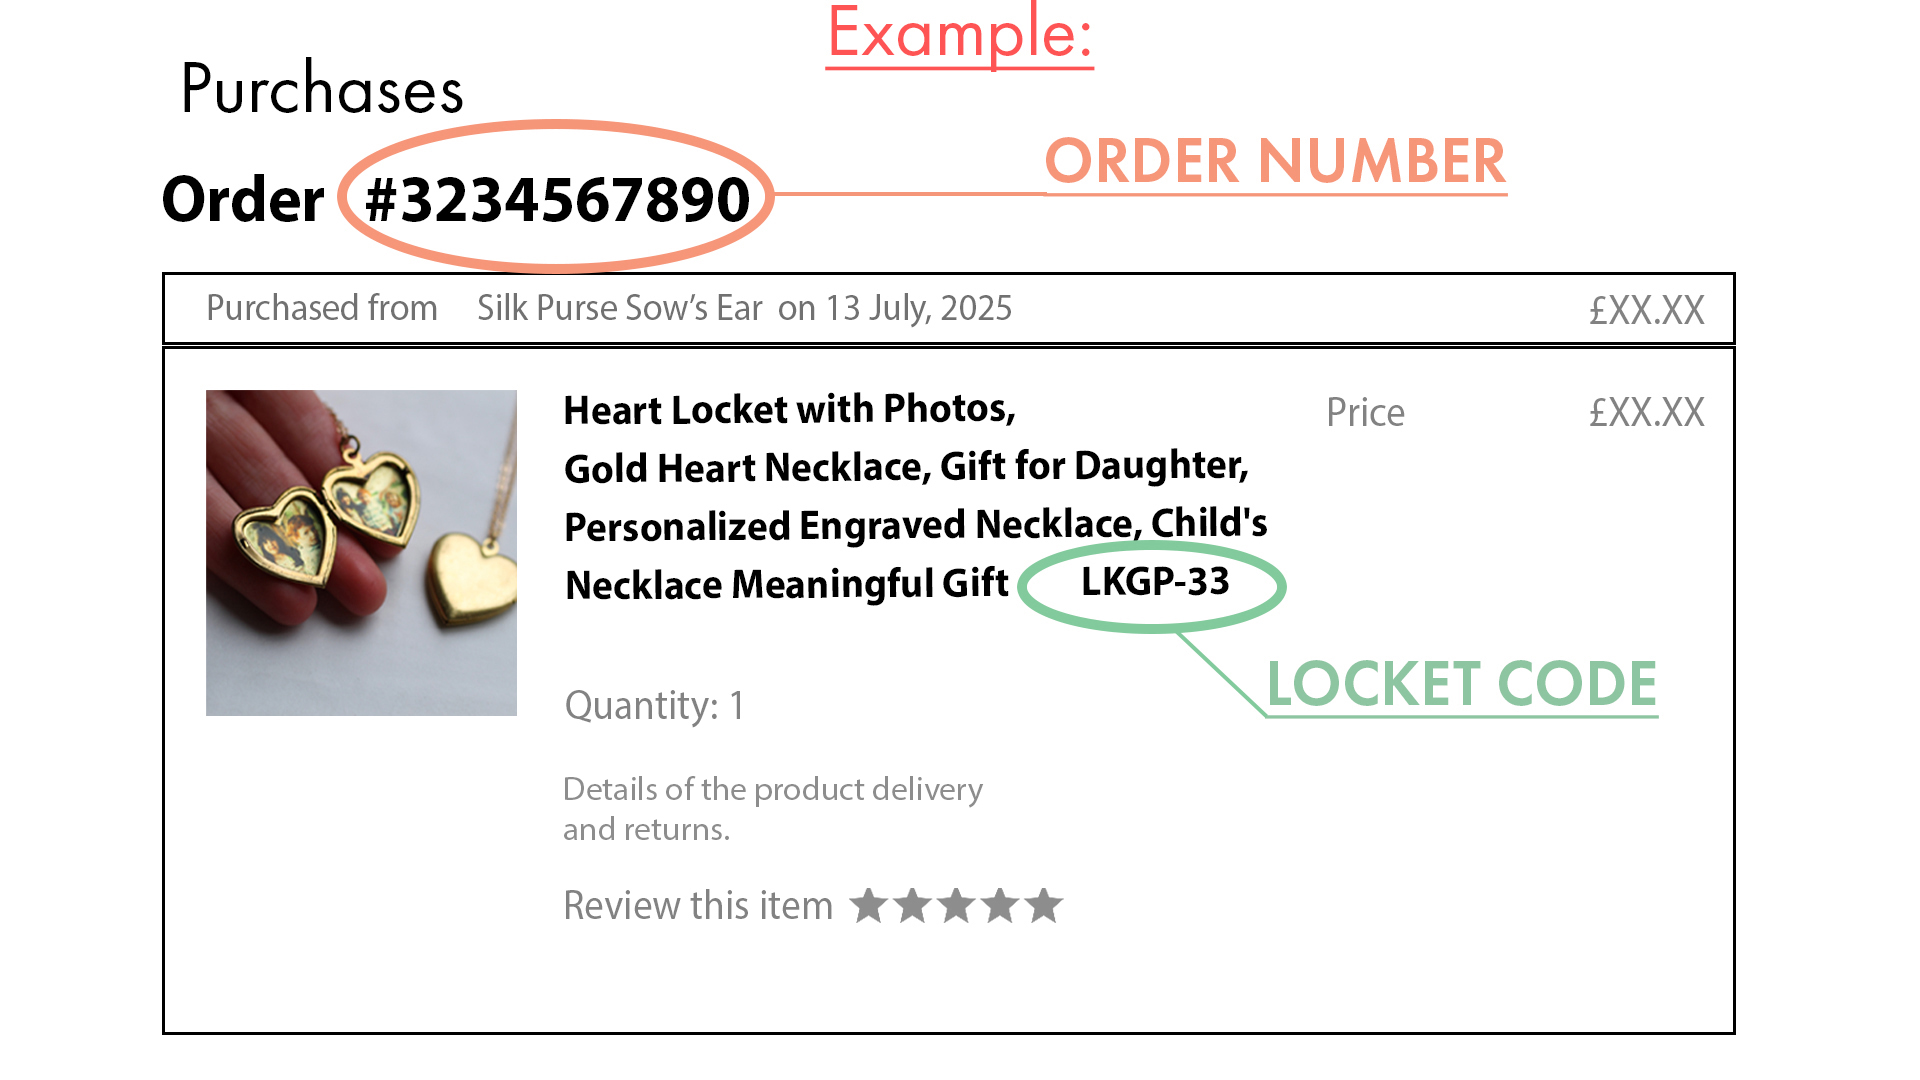 Example:
Purchases
Order #3234567890
ORDER NUMBER
Purchased from Silk Purse Sow's Ear on 13 July, 2025 £XX.XX
Heart Locket with Photos,
Gold Heart Necklace, Gift for Daughter,
Personalized Engraved Necklace, Child's
Necklace Meaningful Gift LKGP-33
Price £XX.XX
LOCKET CODE
Quantity: 1
Details of the product delivery
and returns.
Review this item